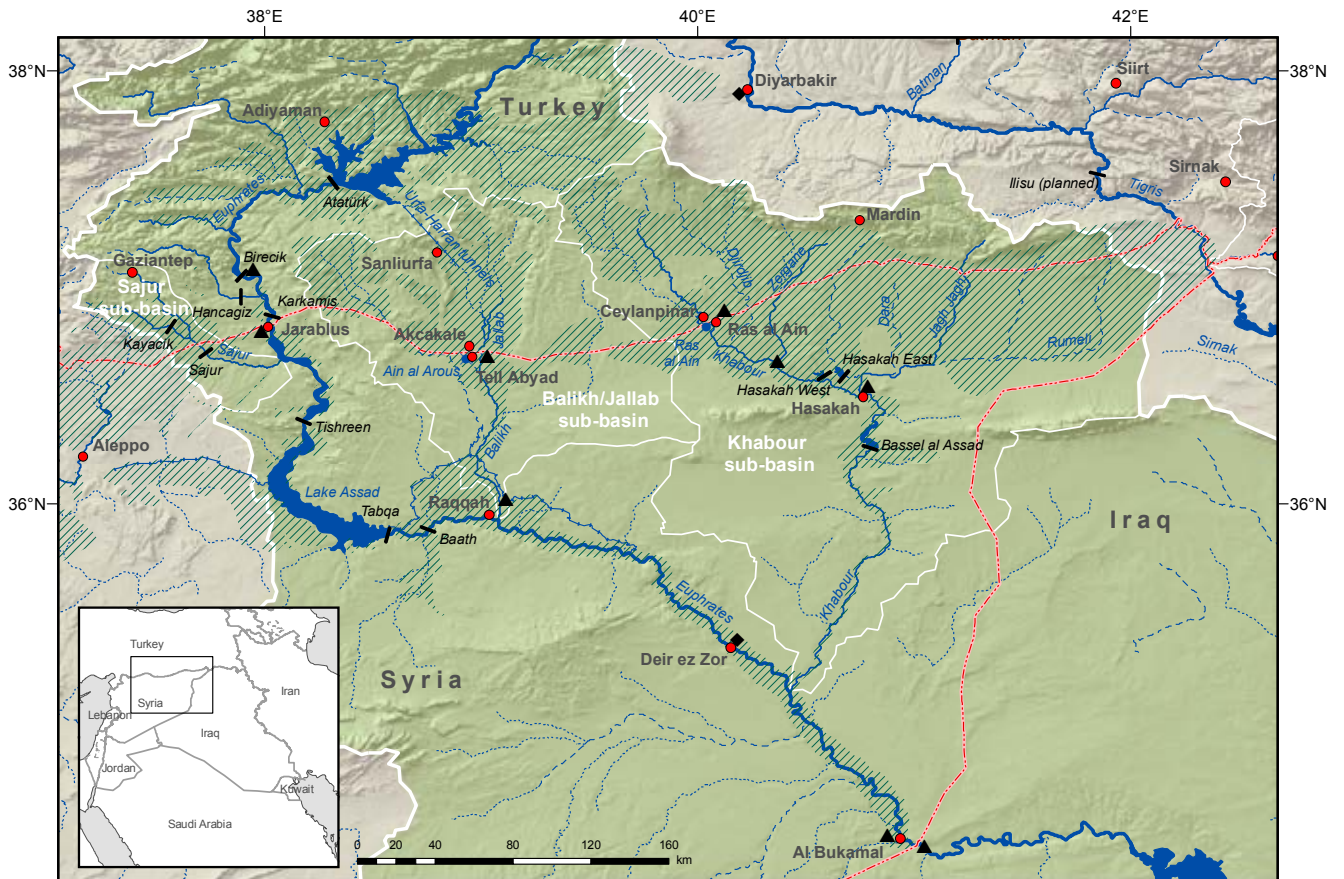 38°E
40°E
42°E
38°N
38°N
Batman
Siirt
Diyarbakir
Batman
Turkey
Adiyaman
Sirnak
Ilisu (planned)
Tigris
Euphrates
Atatürk
Urfa-Harran tunnels
Mardin
Birecik
Sanliurfa
Djirdjib
Zergane
Gaziantep
Sajur
sub-basin
Hancagiz
Karkamis
Ceylanpinar
Dara
Jagh Jagh
Jarablus
Ras al Ain
Kayacik
Akcakale
Jallab
Ras
al Ain
Rumeli
Simak
Sajur
Sajur
Ain al Arous
Khabour
Hasakah East
Tell Abyad
Hasakah West
Balikh/Jallab
sub-basin
Hasakah
Tishreen
Balikh
Khabour
sub-basin
Bassel al Assad
Aleppo
Lake Assad
Raqqah
36°N
36°N
Tabqa
Baath
Iraq
Euphrates
Khabour
Deir ez Zor
Syria
Turkey
Syria
Iran
Lebanon
Iraq
Jordan
Kuwait
Saudi Arabia
Al Bukamal
0 20 40 80 120 160
km